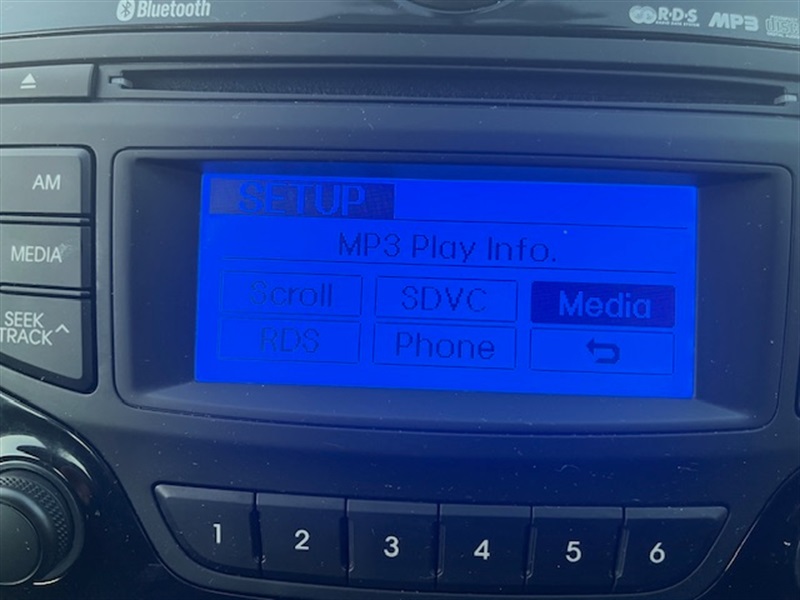 Bluetooth
R·D·S MP3
AM
MEDIA
SEEK
TRACK
SETUP
MP3 Play Info.
Scroll SDVC Media
RDS Phone
1 2 3 4 5 6